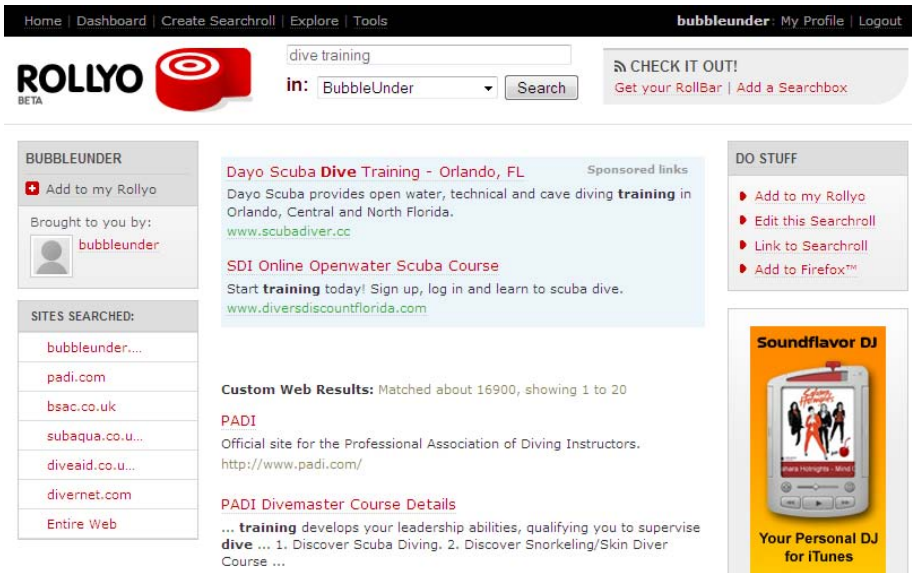 Home | Dashboard | Create Searchroll | Explore | Tools
bubbleunder: My Profile | Logout
ROLLYO
BETA
dive training
in: BubbleUnder Search
CHECK IT OUT!
Get your RollBar | Add a Searchbox
BUBBLEUNDER
Add to my Rollyo
Brought to you by:
bubbleunder
SITES SEARCHED:
bubbleunder....
padi.com
bsac.co.uk
subaqua.co.u...
diveaid.co.u...
divernet.com
Entire Web
Dayo Scuba Dive Training - Orlando, FL
Sponsored links
Dayo Scuba provides open water, technical and cave diving training in
Orlando, Central and North Florida.
www.scubadiver.cc
SDI Online Openwater Scuba Course
Start training today! Sign up, log in and learn to scuba dive.
www.diversdiscountflorida.com
Custom Web Results: Matched about 16900, showing 1 to 20
PADI
Official site for the Professional Association of Diving Instructors.
http://www.padi.com/
PADI Divemaster Course Details
... training develops your leadership abilities, qualifying you to supervise
dive ... 1. Discover Scuba Diving. 2. Discover Snorkeling/Skin Diver
Course ...
DO STUFF
Add to my Rollyo
Edit this Searchroll
Link to Searchroll
Add to Firefox™
Soundflavor DJ
Your Personal DJ
for iTunes